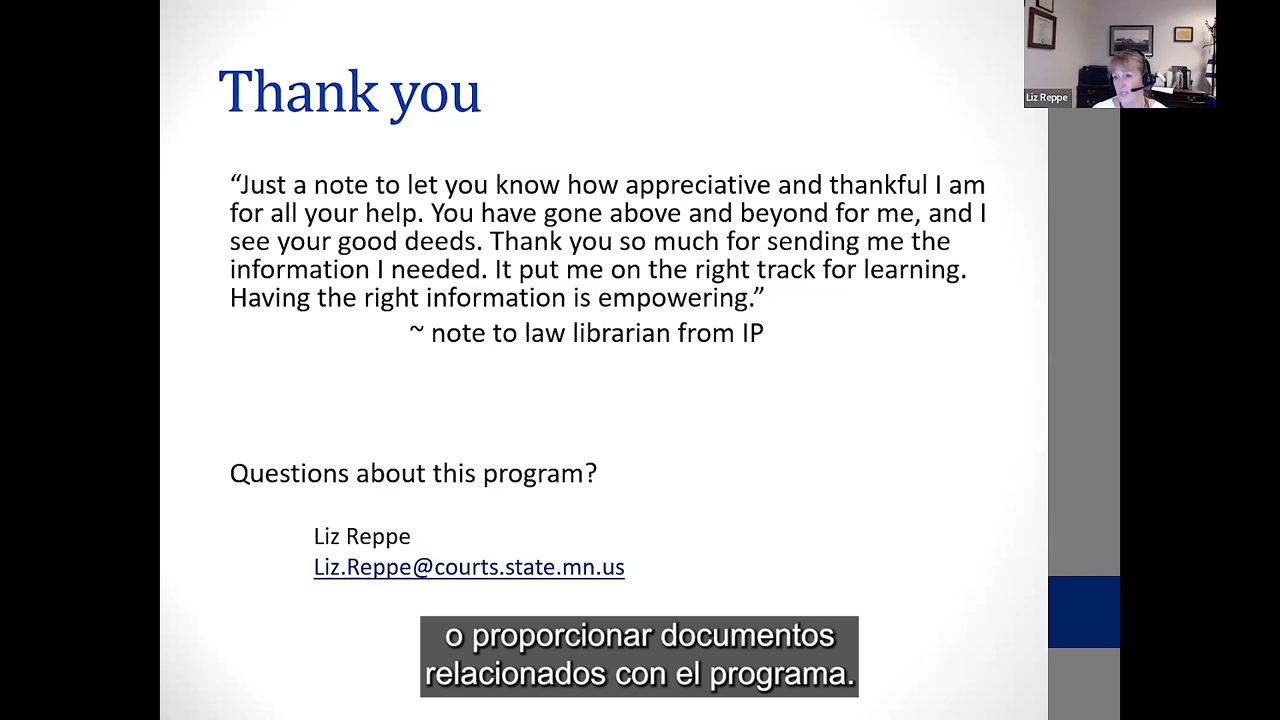 Thank you
Liz Reppe
“Just a note to let you know how appreciative and thankful I am
for all your help. You have gone above and beyond for me, and I
see your good deeds. Thank you so much for sending me the
information I needed. It put me on the right track for learning.
Having the right information is empowering.”
~ note to law librarian from IP
Questions about this program?
Liz Reppe
Liz.Reppe@courts.state.mn.us
o proporcionar documentos
relacionados con el programa.